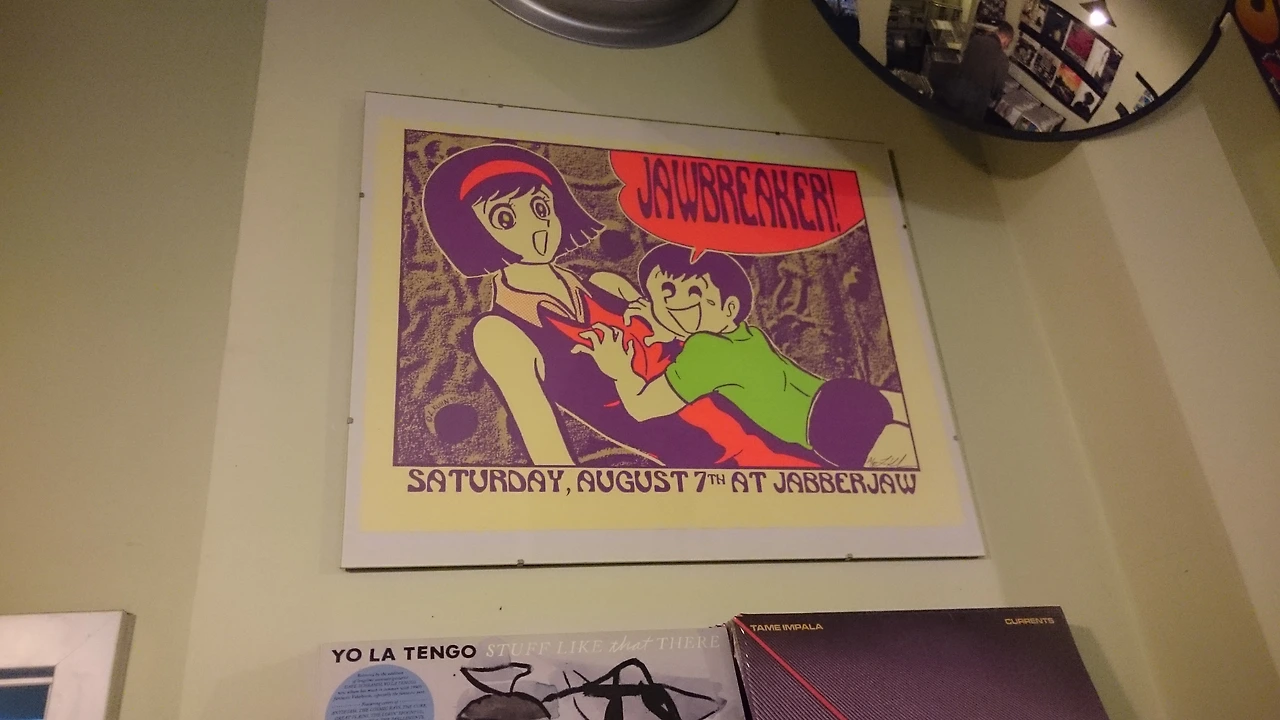 JAWBREAKER!
SATURDAY, AUGUST 7TH AT JABBERJAW
YO LA TENGO STUFF LIKE that THERE
TAME IMPALA
CURRENTS